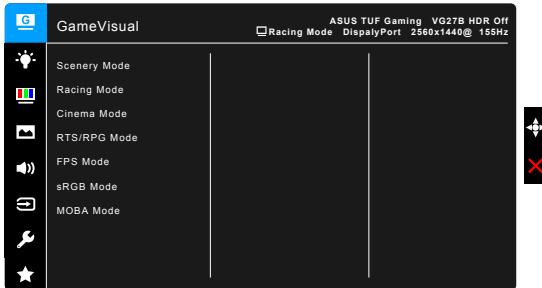 G
GameVisual
ASUS TUF Gaming VG27B HDR Off
Racing Mode DispalyPort 2560x1440@ 155Hz
Scenery Mode
Racing Mode
Cinema Mode
RTS/RPG Mode
FPS Mode
sRGB Mode
MOBA Mode